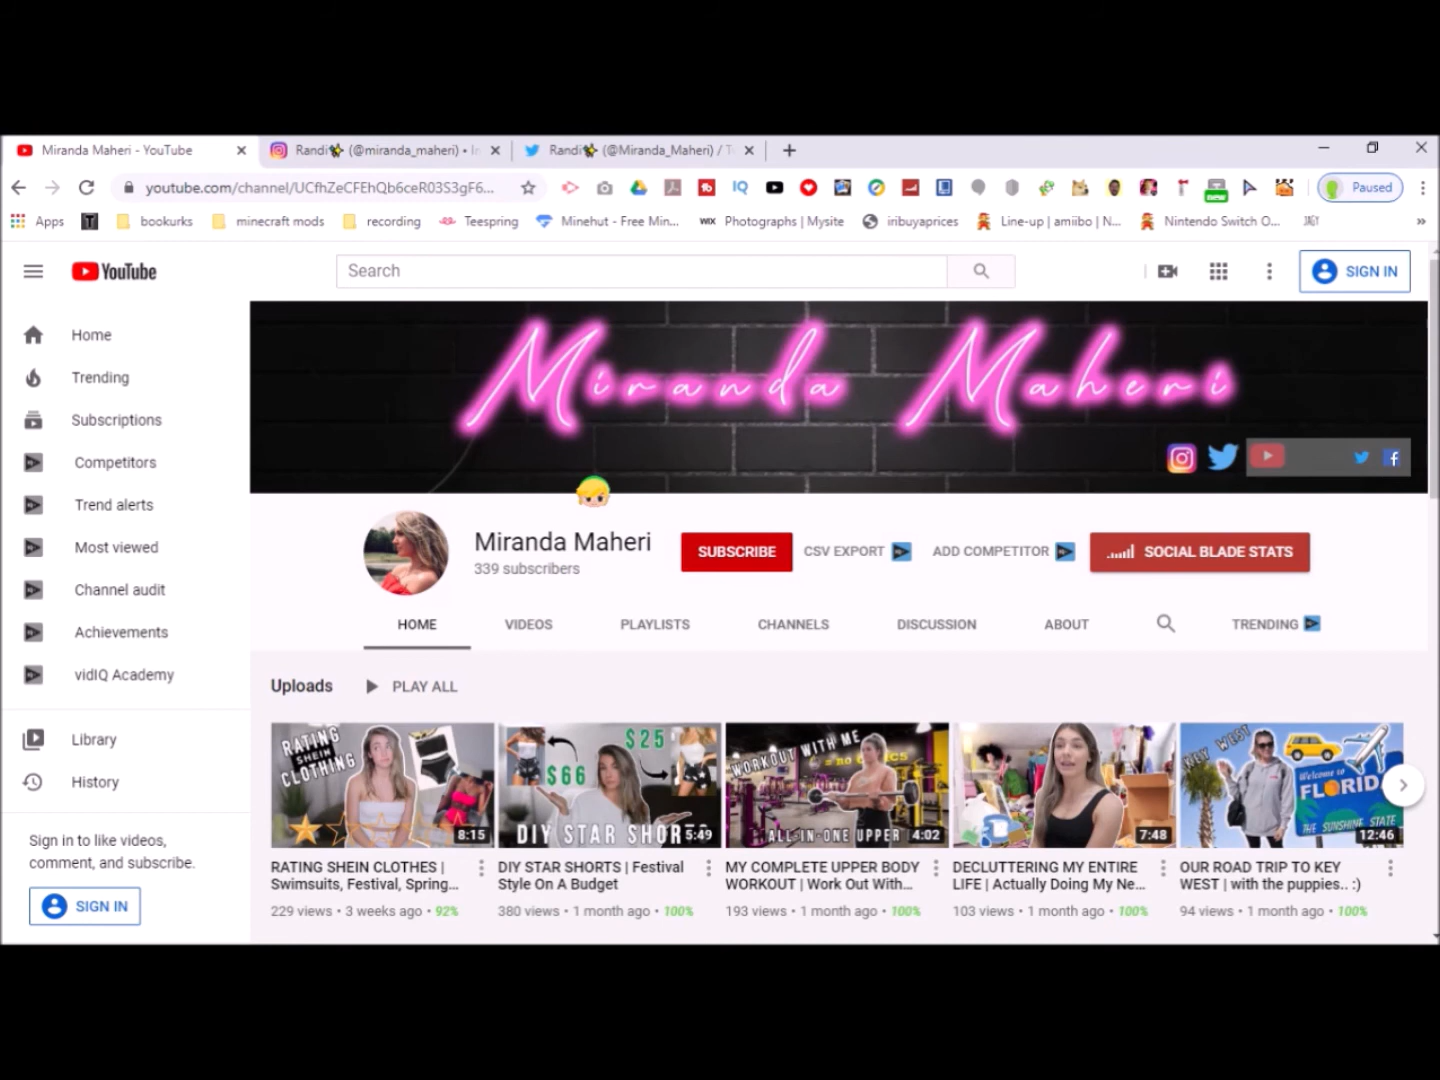 Miranda Maheri - YouTube
Randi (@miranda_maheri) • In
Randi (@Miranda_Maheri) / T
youtube.com/channel/UCfhZeCFEhQb6ceR03S3gF6...
IQ
new
Paused
Apps
bookurks
minecraft mods
recording
Teespring
Minehut - Free Min...
WIX
Photographs | Mysite
iribuyaprices
Line-up | amiibo | N...
Nintendo Switch O...
»
YouTube
Search
SIGN IN
Home
Trending
Subscriptions
Competitors
Trend alerts
Most viewed
Channel audit
Achievements
vidIQ Academy
Library
History
Sign in to like videos,
comment, and subscribe.
SIGN IN
Miranda Maheri
Miranda Maheri
339 subscribers
SUBSCRIBE
CSV EXPORT
ADD COMPETITOR
SOCIAL BLADE STATS
HOME
VIDEOS
PLAYLISTS
CHANNELS
DISCUSSION
ABOUT
TRENDING
Uploads
PLAY ALL
RATING
SHEIN
CLOTHING
8:15
RATING SHEIN CLOTHES |
Swimsuits, Festival, Spring...
229 views • 3 weeks ago • 92%
$66
$25
DIY STAR SHORTS
5:49
DIY STAR SHORTS | Festival
Style On A Budget
380 views • 1 month ago • 100%
WORKOUT WITH ME
ALL-IN-ONE UPPER
4:02
MY COMPLETE UPPER BODY
WORKOUT | Work Out With...
193 views • 1 month ago • 100%
7:48
DECLUTTERING MY ENTIRE
LIFE | Actually Doing My Ne...
103 views • 1 month ago • 100%
KEY WEST
Welcome to
FLORID
THE SUNSHINE STATE
12:46
OUR ROAD TRIP TO KEY
WEST | with the puppies.. :)
94 views • 1 month ago • 100%